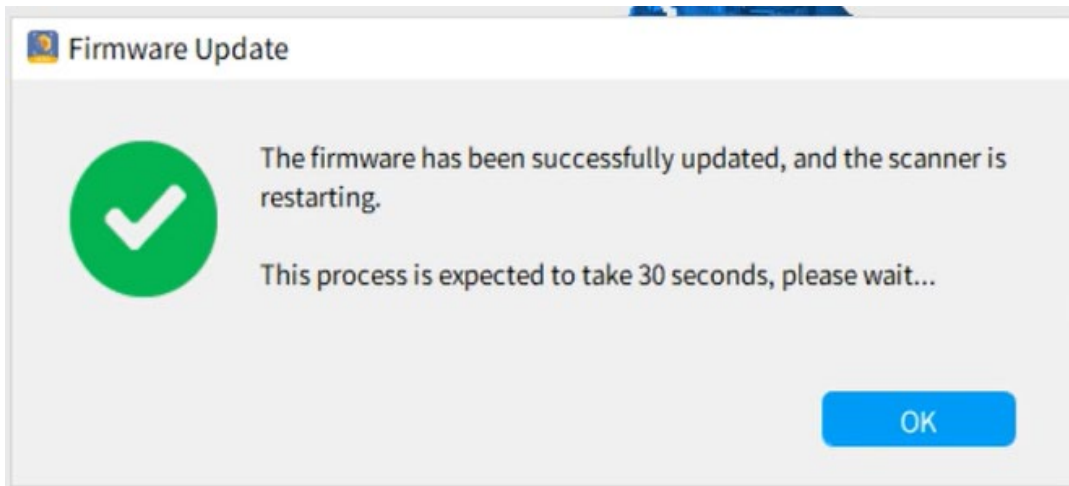 Firmware Update
The firmware has been successfully updated, and the scanner is
restarting.
This process is expected to take 30 seconds, please wait...
OK